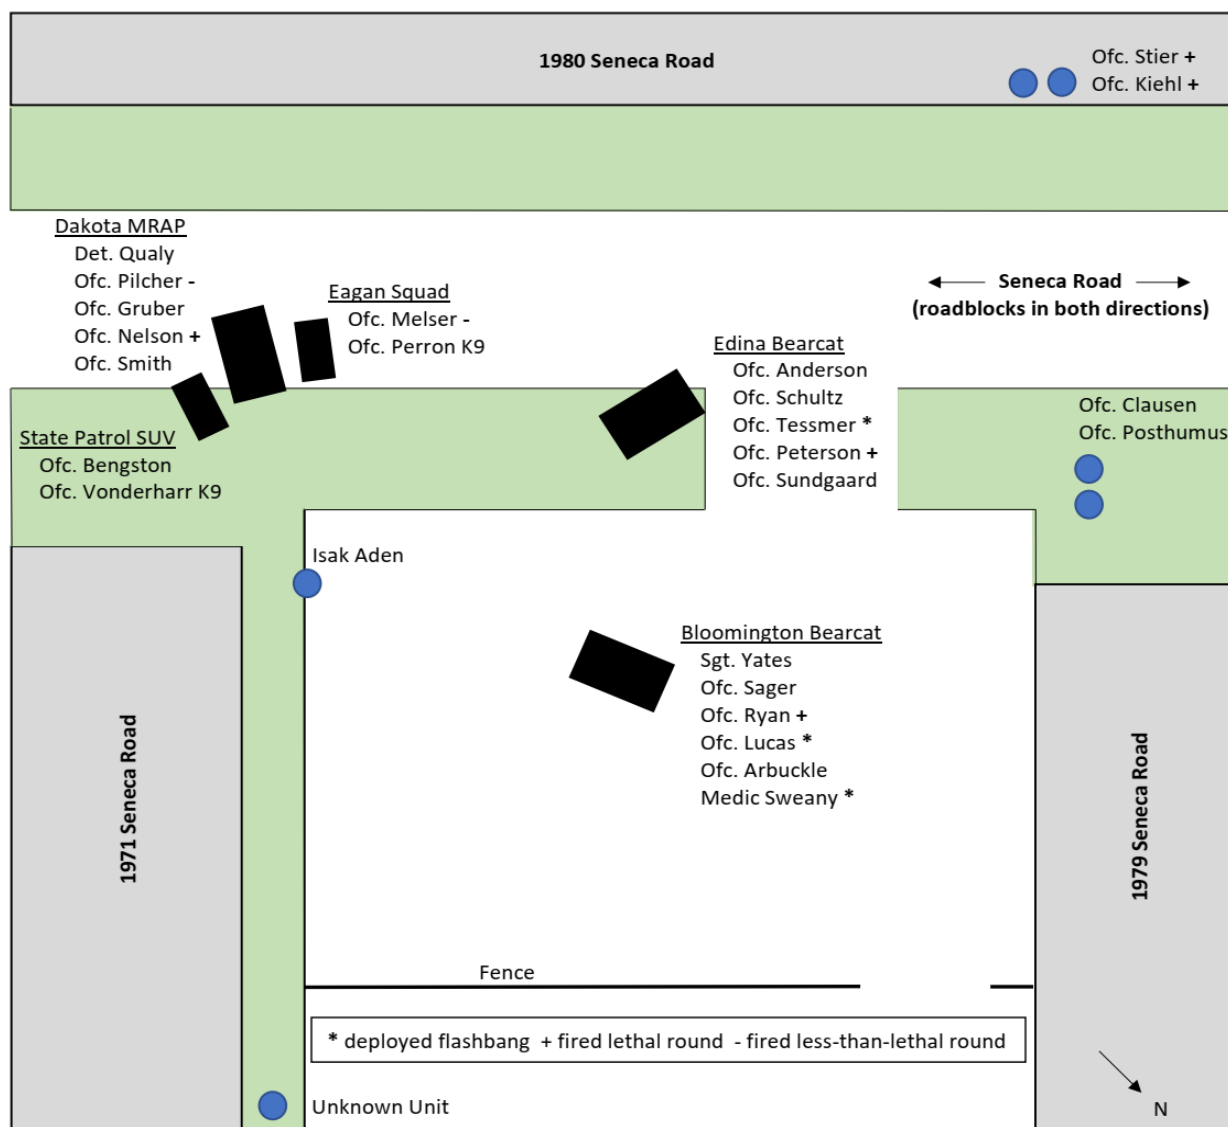 1980 Seneca Road
Ofc. Stier +
Ofc. Kiehl +
Dakota MRAP
Det. Qualy
Ofc. Pilcher -
Ofc. Gruber
Ofc. Nelson +
Ofc. Smith
Eagan Squad
Ofc. Melser -
Ofc. Perron K9
Seneca Road
(roadblocks in both directions)
Edina Bearcat
Ofc. Anderson
Ofc. Schultz
Ofc. Tessmer *
Ofc. Peterson +
Ofc. Sundgaard
Ofc. Clausen
Ofc. Posthumus
State Patrol SUV
Ofc. Bengston
Ofc. Vonderharr K9
Isak Aden
Bloomington Bearcat
Sgt. Yates
Ofc. Sager
Ofc. Ryan +
Ofc. Lucas *
Ofc. Arbuckle
Medic Sweany *
1971 Seneca Road
1979 Seneca Road
Fence
* deployed flashbang + fired lethal round - fired less-than-lethal round
Unknown Unit
N